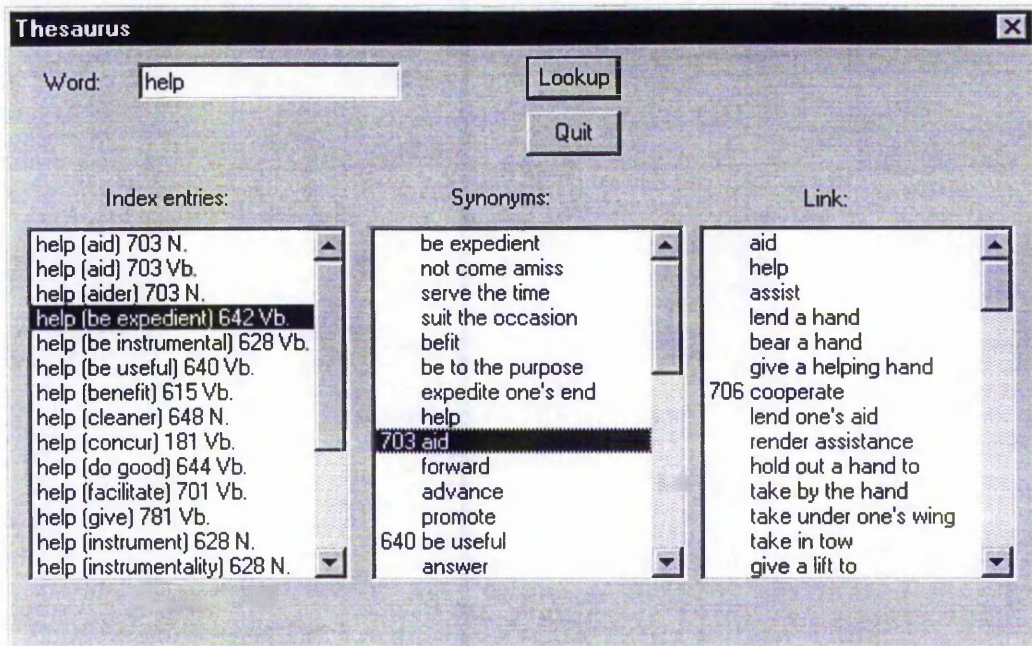 Thesaurus
Word: help
Lookup
Quit
Index entries:
help (aid) 703 N.
help (aid) 703 Vb.
help (aider) 703 N.
help (be expedient) 642 Vb.
help (be instrumental) 628 Vb.
help (be useful) 640 Vb.
help (benefit) 615 Vb.
help (cleaner) 648 N.
help (concur) 181 Vb.
help (do good) 644 Vb.
help (facilitate) 701 Vb.
help (give) 781 Vb.
help (instrument) 628 N.
help (instrumentality) 628 N.
Synonyms:
be expedient
not come amiss
serve the time
suit the occasion
befit
be to the purpose
expedite one's end
help
703 aid
forward
advance
promote
640 be useful
answer
Link:
aid
help
assist
lend a hand
bear a hand
give a helping hand
706 cooperate
lend one's aid
render assistance
hold out a hand to
take by the hand
take under one's wing
take in tow
give a lift to